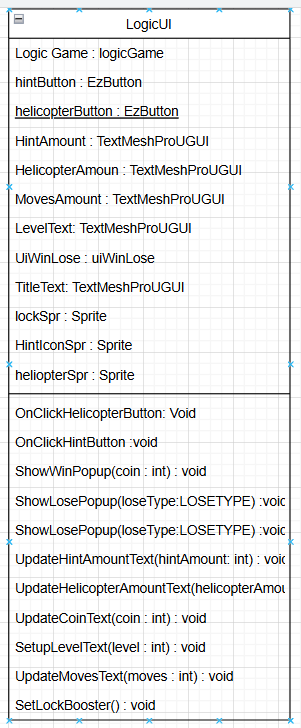 LogicUI
Logic Game : logicGame
hintButton : EzButton
helicopterButton : EzButton
HintAmount : TextMeshProUGUI
HelicopterAmoun : TextMeshProUGUI
MovesAmount : TextMeshProUGUI
LevelText: TextMeshProUGUI
UiWinLose : uiWinLose
TitleText: TextMeshProUGUI
lockSpr : Sprite
HintIconSpr : Sprite
heliopterSpr : Sprite
OnClickHelicopterButton: Void
OnClickHintButton :void
ShowWinPopup(coin : int) : void
ShowLosePopup(loseType:LOSETYPE) :void
ShowLosePopup(loseType:LOSETYPE) :void
UpdateHintAmountText(hintAmount: int) : void
UpdateHelicopterAmountText(helicopterAmou
UpdateCoinText(coin : int) : void
SetupLevelText(level : int) : void
UpdateMovesText(moves : int) : void
SetLockBooster() : void